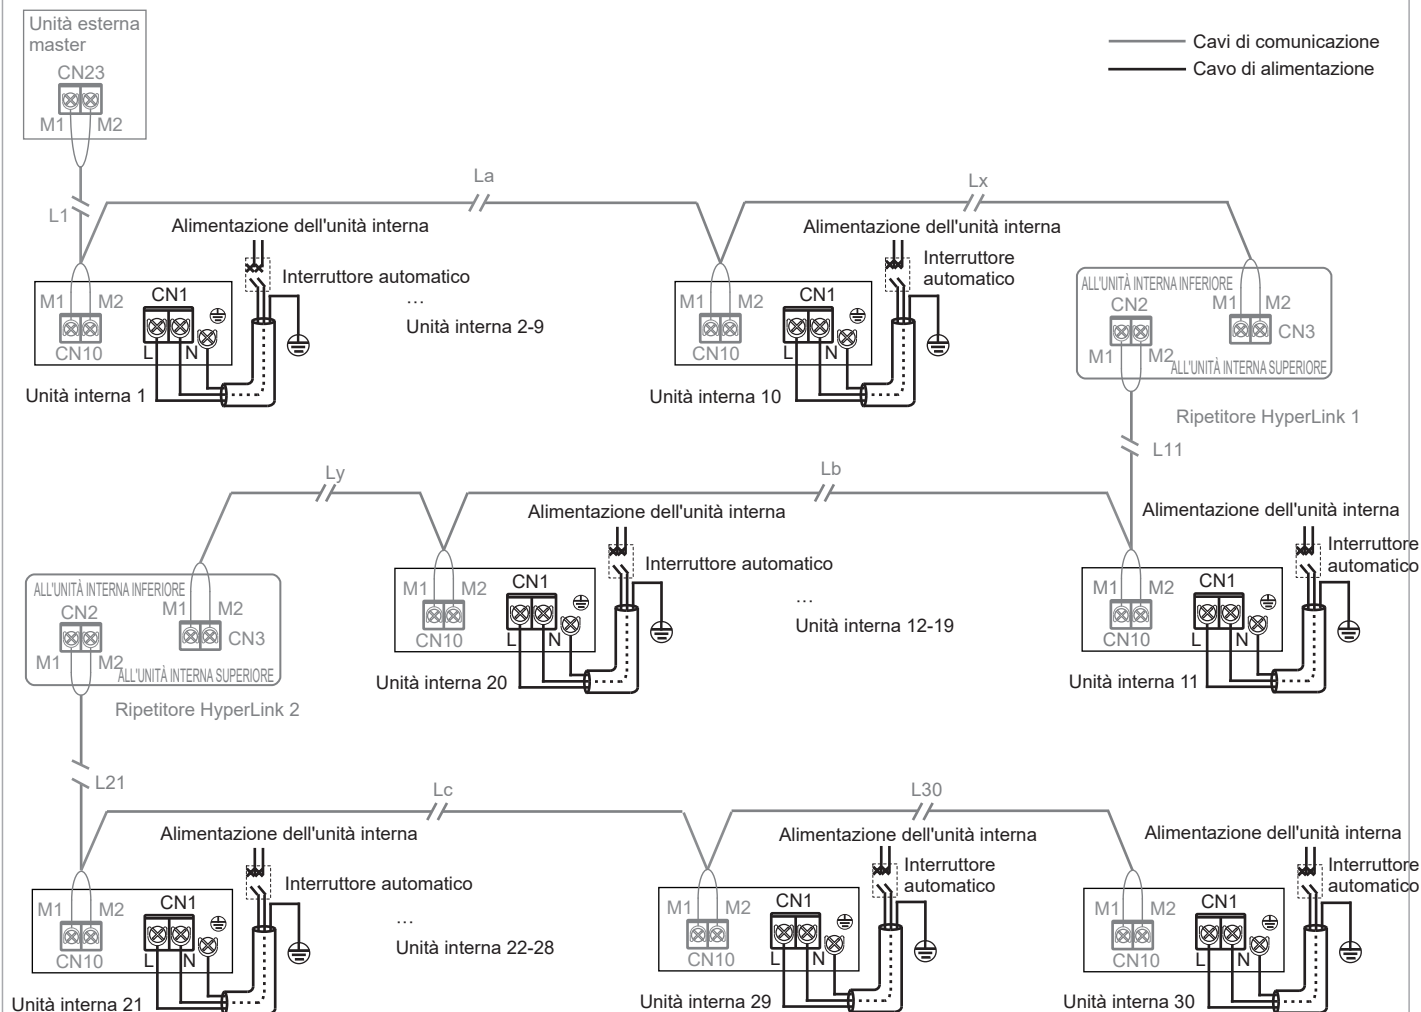 Unità esterna
master
CN23
M1 M2
Cavi di comunicazione
Cavo di alimentazione
L1
La
Lx
Alimentazione dell'unità interna
Interruttore automatico
M1 M2
CN1
CN10
L N
...
Unità interna 2-9
Unità interna 1
Alimentazione dell'unità interna
Interruttore
automatico
M1 M2
CN1
CN10
L N
Unità interna 10
ALL'UNITÀ INTERNA INFERIORE
CN2
M1 M2
CN3
M1 M2
ALL'UNITÀ INTERNA SUPERIORE
Ripetitore HyperLink 1
L11
Ly
Lb
ALL'UNITÀ INTERNA INFERIORE
CN2
M1 M2
CN3
M1 M2
ALL'UNITÀ INTERNA SUPERIORE
Ripetitore HyperLink 2
Alimentazione dell'unità interna
Interruttore automatico
M1 M2
CN1
CN10
L N
...
Unità interna 12-19
Unità interna 20
Alimentazione dell'unità interna
Interruttore
automatico
M1 M2
CN1
CN10
L N
Unità interna 11
L21
Lc
L30
Alimentazione dell'unità interna
Interruttore automatico
M1 M2
CN1
CN10
L N
...
Unità interna 22-28
Unità interna 21
Alimentazione dell'unità interna
Interruttore
automatico
M1 M2
CN1
CN10
L N
Unità interna 29
Alimentazione dell'unità interna
Interruttore
automatico
M1 M2
CN1
CN10
L N
Unità interna 30